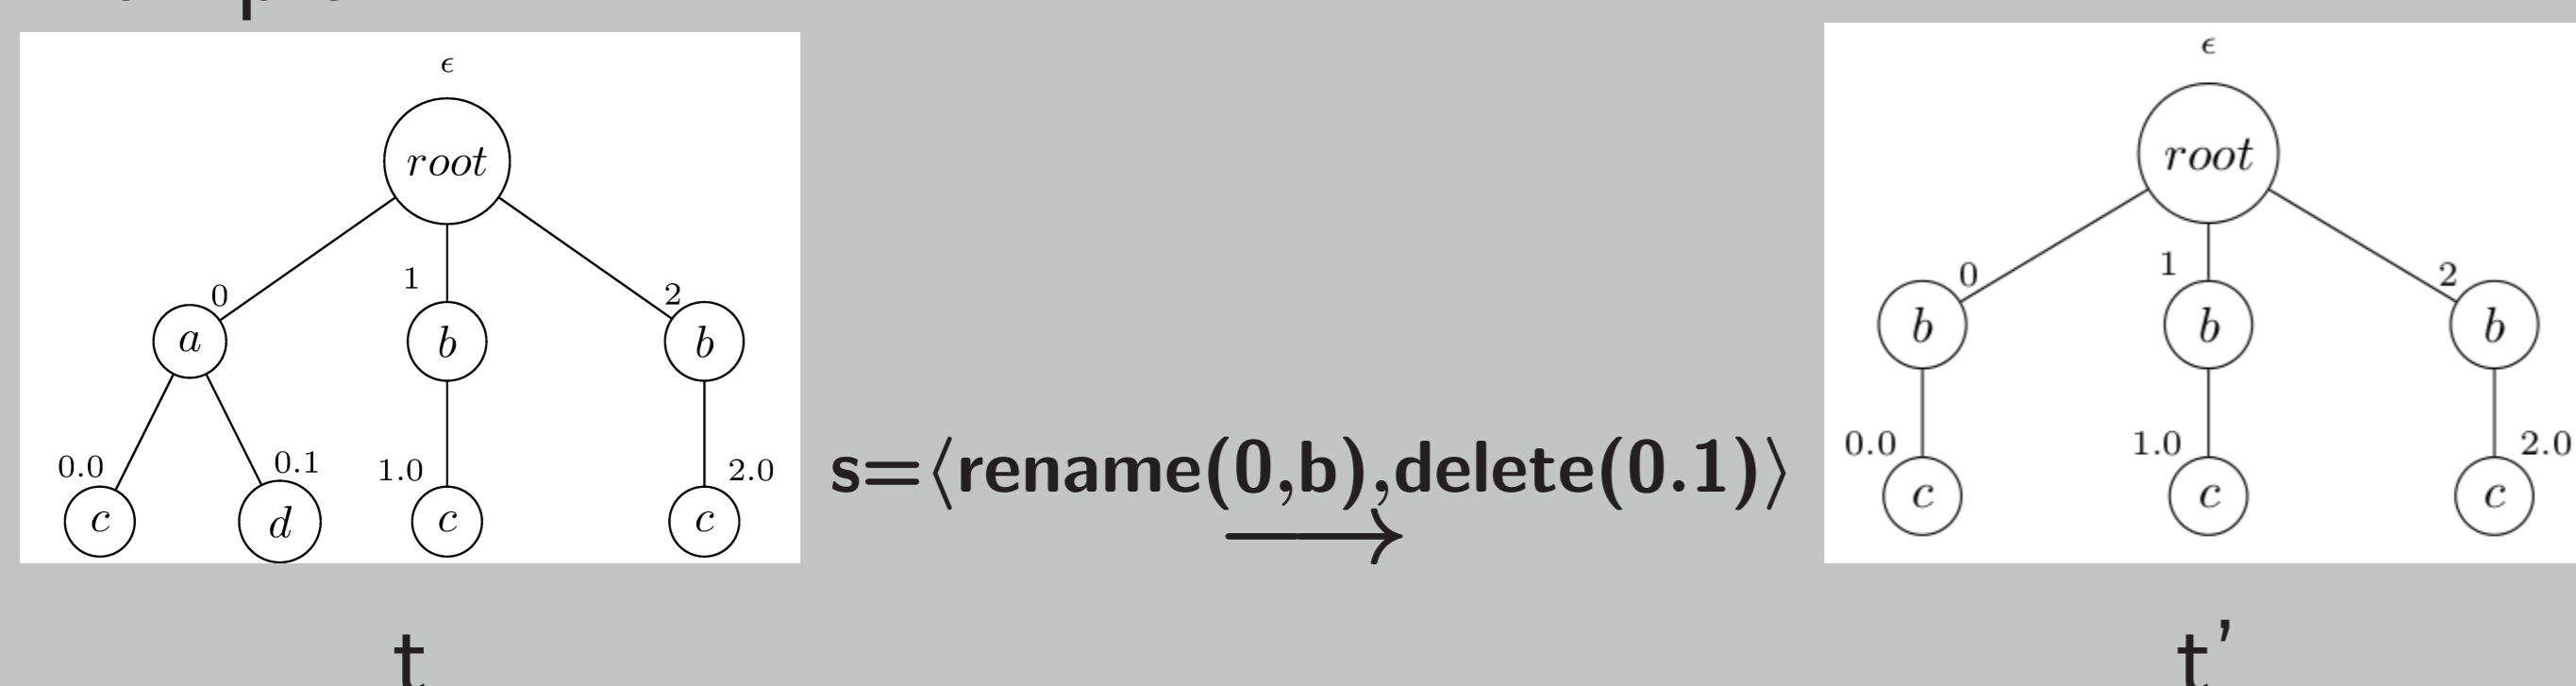 ϵ
root
0
1
2
a
b
b
0.0
0.1
1.0
2.0
c
d
c
c
t
s=⟨rename(0,b),delete(0.1)⟩
⟶
ϵ
root
0
1
2
b
b
b
0.0
1.0
2.0
c
c
c
t’